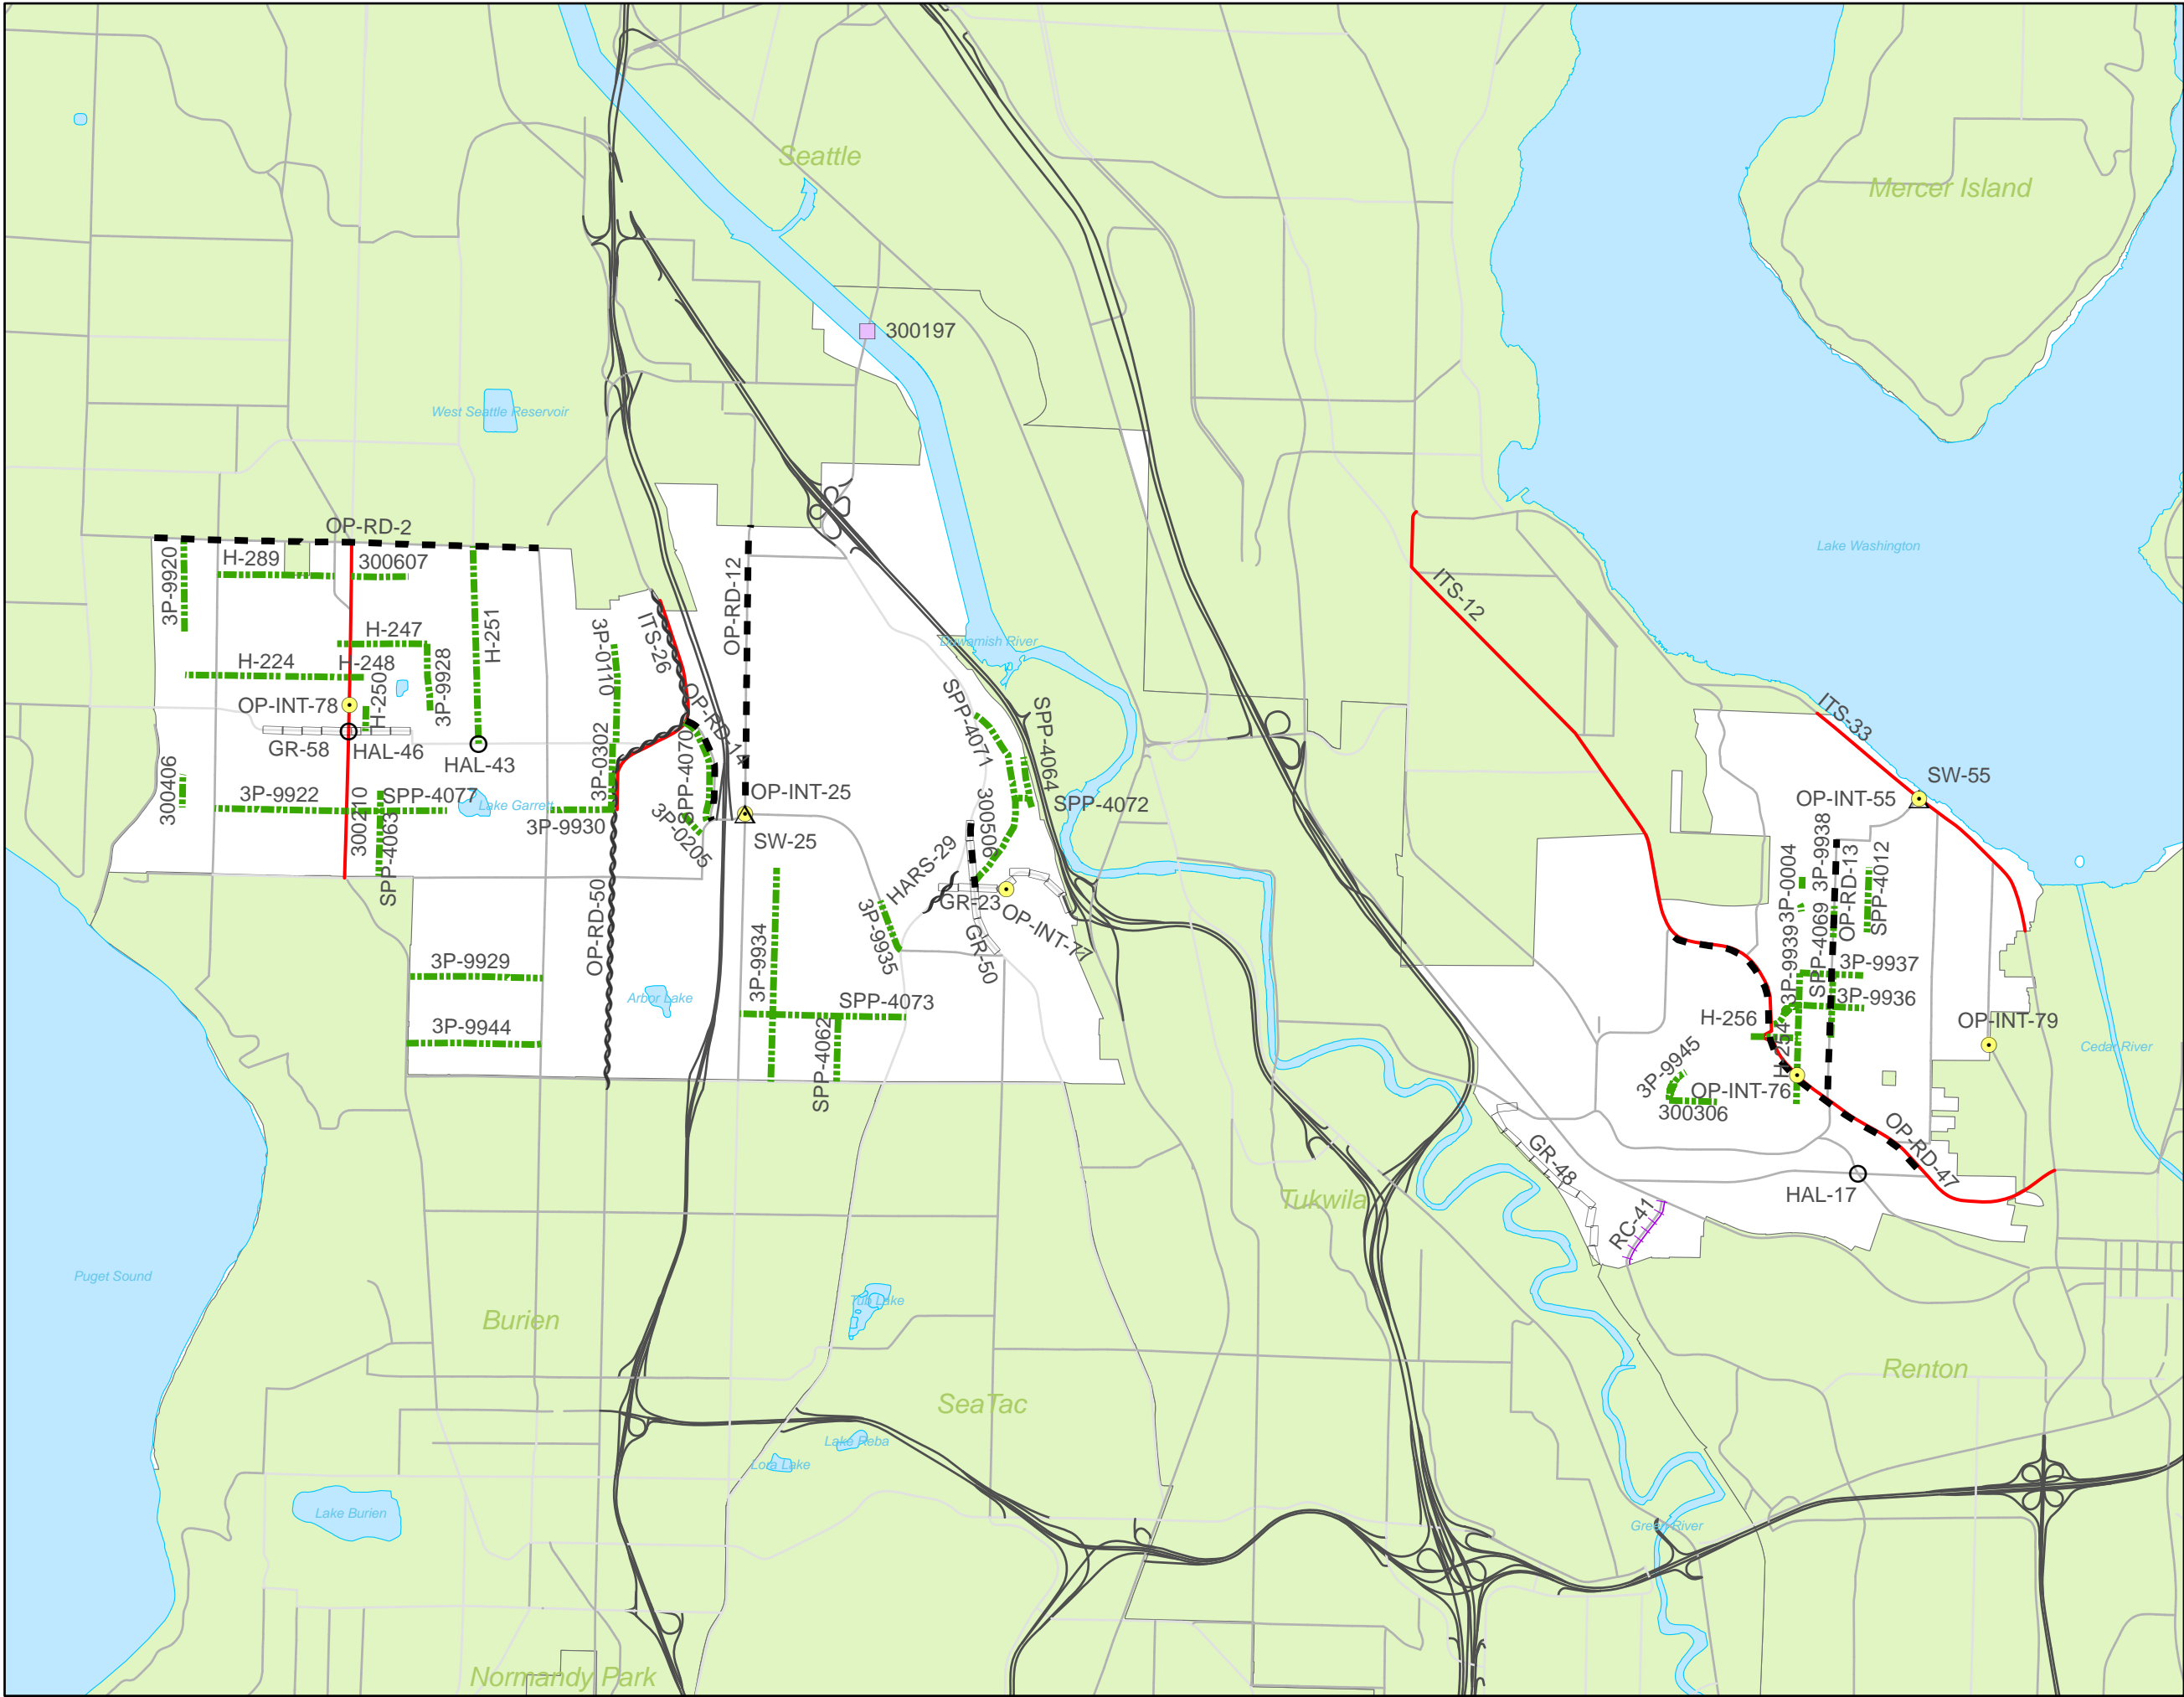 Seattle
Mercer Island
300197
West Seattle Reservoir
OP-RD-2
Lake Washington
3P-9920
H-289
300607
OP-RD-12
ITS-12
H-251
H-247
3P-0110
ITS-26
Duwamish River
H-224
H-248
3P-9928
H-250
OP-INT-78
OP-RD-14
SPP-4071
SPP-4064
ITS-33
GR-58
HAL-46
HAL-43
3P-0302
SPP-4070
SW-55
300406
3P-9922
300210
SPP-4077
Lake Garrett
3P-9930
3P-0205
OP-INT-25
SW-25
300506
SPP-4072
OP-INT-55
SPP-4063
HARS-29
GR-23
OP-INT-77
3P-0004
3P-9938
OP-RD-13
SPP-4012
OP-RD-50
3P-9934
3P-9935
GR-50
3P-9939
SPP-4069
3P-9929
3P-9937
Arbor Lake
SPP-4073
3P-9936
3P-9944
SPP-4062
H-256
H-254
OP-INT-79
Cedar River
3P-9945
OP-INT-76
300306
GR-48
OP-RD-47
Tukwila
HAL-17
RC-41
Puget Sound
Tub Lake
Burien
Renton
SeaTac
Lake Reba
Lora Lake
Lake Burien
Green River
Normandy Park